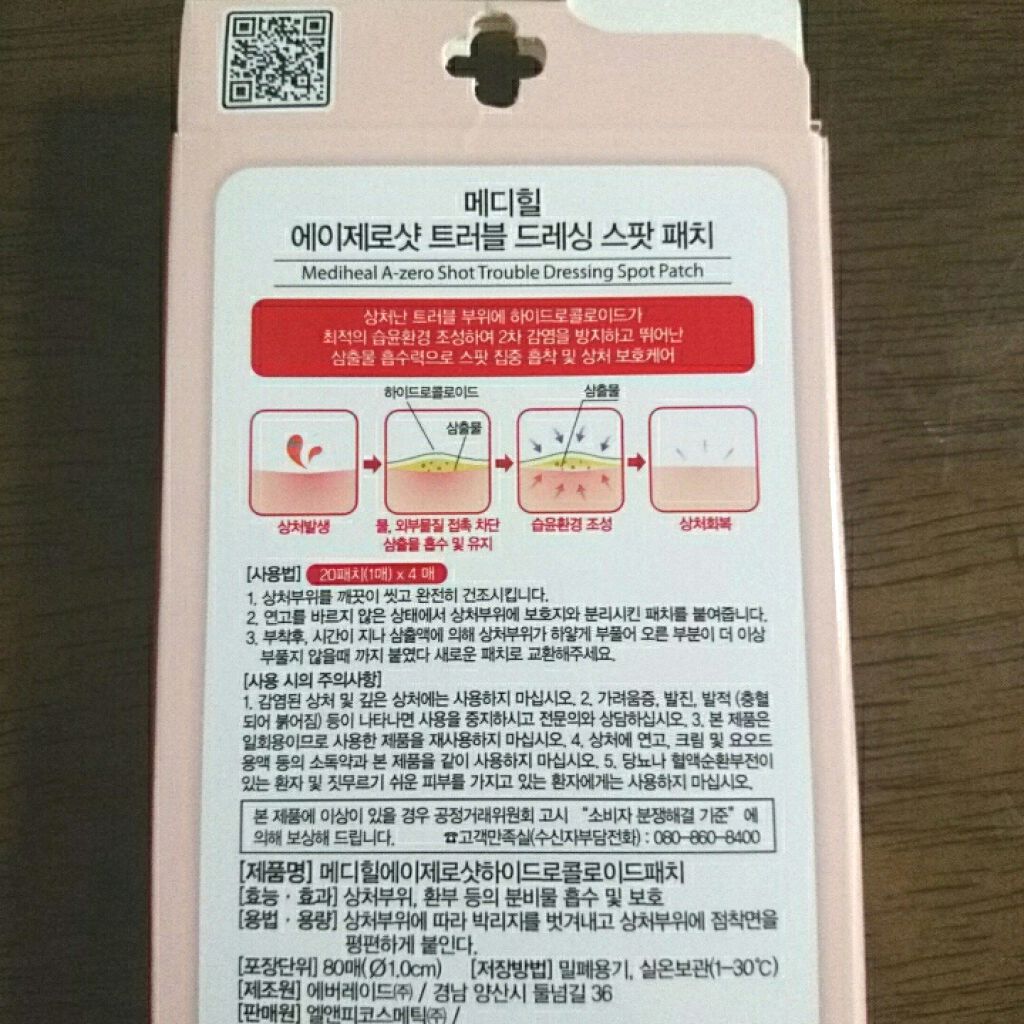 메디힐
에이제로샷 트러블 드레싱 스팟 패치
Mediheal A-zero Shot Trouble Dressing Spot Patch
상처난 트러블 부위에 하이드로콜로이드가
최적의 습윤환경 조성하여 2차 감염을 방지하고 뛰어난
삼출물 흡수력으로 스팟 집중 흡착 및 상처 보호케어
하이드로콜로이드 삼출물
삼출물
상처발생 물, 외부물질 접촉 차단 습윤환경 조성 상처회복
삼출물 흡수 및 유지
[사용법] 20패치(1매) x 4 매
1. 상처부위를 깨끗이 씻고 완전히 건조시킵니다.
2. 연고를 바르지 않은 상태에서 상처부위에 보호지와 분리시킨 패치를 붙여줍니다.
3. 부착후, 시간이 지나 삼출액에 의해 상처부위가 하얗게 부풀어 오른 부분이 더 이상
부풀지 않을때 까지 붙였다 새로운 패치로 교환해주세요.
[사용 시의 주의사항]
1. 감염된 상처 및 깊은 상처에는 사용하지 마십시오. 2. 가려움증, 발진, 발적 (충혈
되어 붉어짐) 등이 나타나면 사용을 중지하시고 전문의와 상담하십시오. 3. 본 제품은
일회용이므로 사용한 제품을 재사용하지 마십시오. 4. 상처에 연고, 크림 및 요오드
용액 등의 소독약과 본 제품을 같이 사용하지 마십시오. 5. 당뇨나 혈액순환부전이
있는 환자 및 짓무르기 쉬운 피부를 가지고 있는 환자에게는 사용하지 마십시오.
본 제품에 이상이 있을 경우 공정거래위원회 고시 "소비자 분쟁해결 기준" 에
의해 보상해 드립니다. ☎고객만족실(수신자부담전화) : 080-860-8400
[제품명] 메디힐에이제로샷하이드로콜로이드패치
[효능·효과] 상처부위, 환부 등의 분비물 흡수 및 보호
[용법·용량] 상처부위에 따라 박리지를 벗겨내고 상처부위에 점착면을
평편하게 붙인다.
[포장단위] 80매(Ø1.0cm) [저장방법] 밀폐용기, 실온보관(1-30℃)
[제조원] 에버레이드㈜ / 경남 양산시 둘넘길 36
[판매원] 엘앤피코스메틱㈜ /